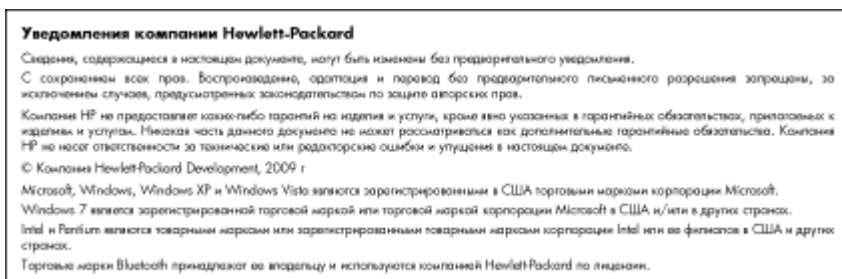 Уведомления компании Hewlett-Packard
Сведения, содержащиеся в настоящем документе, могут быть изменены без предварительного уведомления.
С сохранением всех прав. Воспроизведение, адаптация и перевод без предварительного письменного разрешения запрещены, за
исключением случаев, предусмотренных законодательством по защите авторских прав.
Компания HP не предоставляет каких-либо гарантий на изделия и услуги, кроме явно указанных в гарантийных обязательствах, прилагаемых к
изделиям и услугам. Никакая часть данного документа не может рассматриваться как дополнительные гарантийные обязательства. Компания
HP не несет ответственности за технические или редакторские ошибки и упущения в настоящем документе.
© Компания Hewlett-Packard Development, 2009 г
Microsoft, Windows, Windows XP и Windows Vista являются зарегистрированными в США торговыми марками корпорации Microsoft.
Windows 7 является зарегистрированной торговой маркой или торговой маркой корпорации Microsoft в США и/или в других странах.
Intel и Pentium являются товарными марками или зарегистрированными товарными марками корпорации Intel или ее филиалов в США и других
странах.
Торговые марки Bluetooth принадлежат ее владельцу и используются компанией Hewlett-Packard по лицензии.